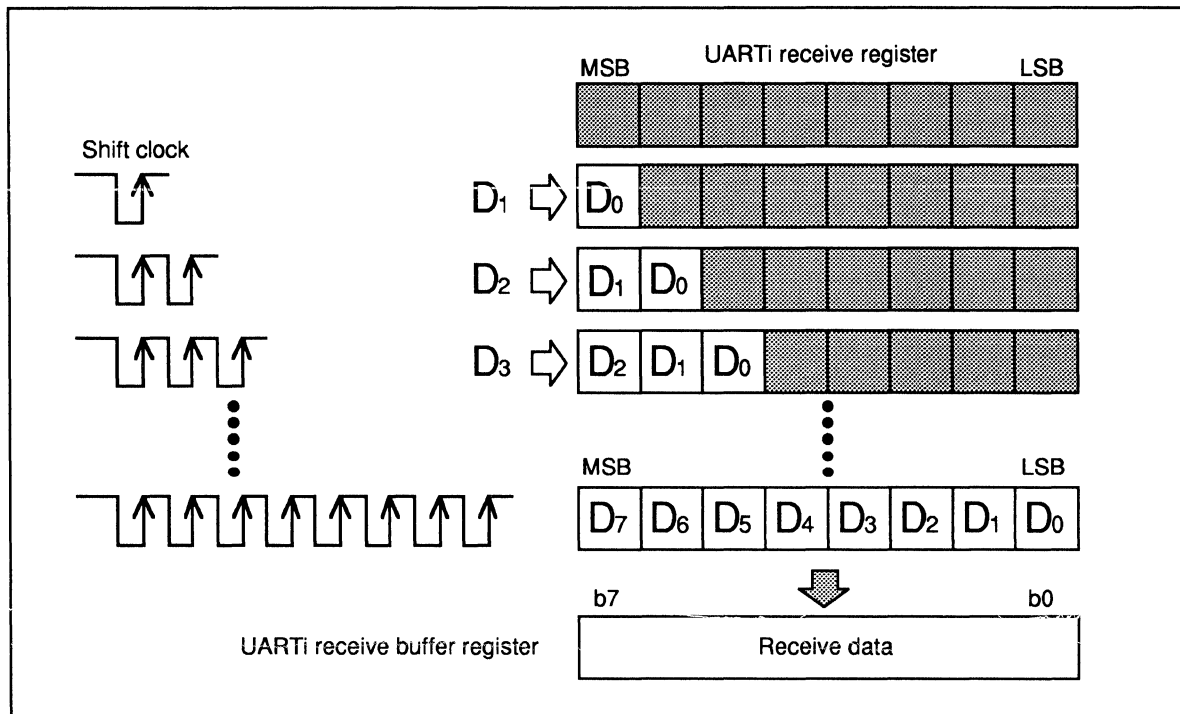 UARTi receive register
MSB LSB
Shift clock
D1 D0
D2 D1 D0
D3 D2 D1 D0
MSB LSB
D7 D6 D5 D4 D3 D2 D1 D0
b7 b0
UARTi receive buffer register Receive data